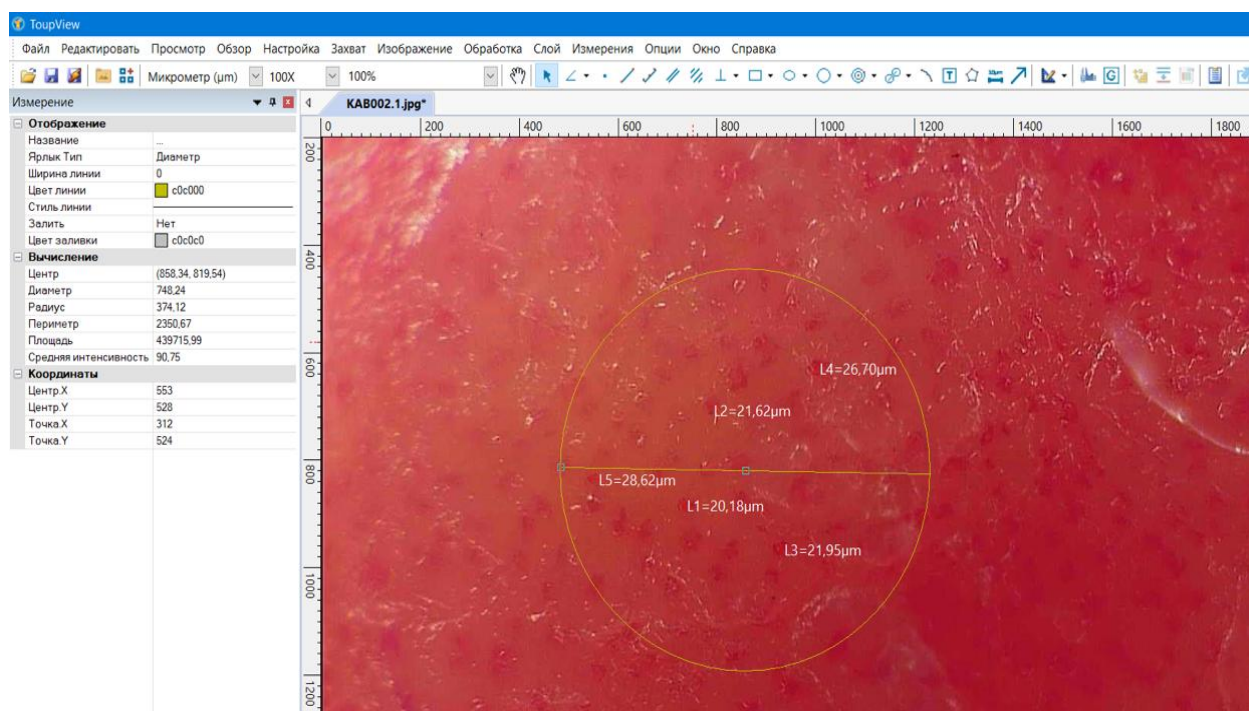 ToupView
Файл Редактировать Просмотр Обзор Настройка Захват Изображение Обработка Слой Измерения Опции Окно Справка
Микрометр (µm) 100X 100%
Измерение
KAB002.1.jpg*
Отображение
Название ...
Ярлык Тип Диаметр
Ширина линии 0
Цвет линии c0c000
Стиль линии
Залить Нет
Цвет заливки c0c0c0
Вычисление
Центр (858,34, 819,54)
Диаметр 748,24
Радиус 374,12
Периметр 2350,67
Площадь 439715,99
Средняя интенсивность 90,75
Координаты
Центр.X 553
Центр.Y 528
Точка.X 312
Точка.Y 524
0 200 400 600 800 1000 1200 1400 1600 1800
200
400
600
800
1000
1200
L4=26,70µm
L2=21,62µm
L5=28,62µm
L1=20,18µm
L3=21,95µm